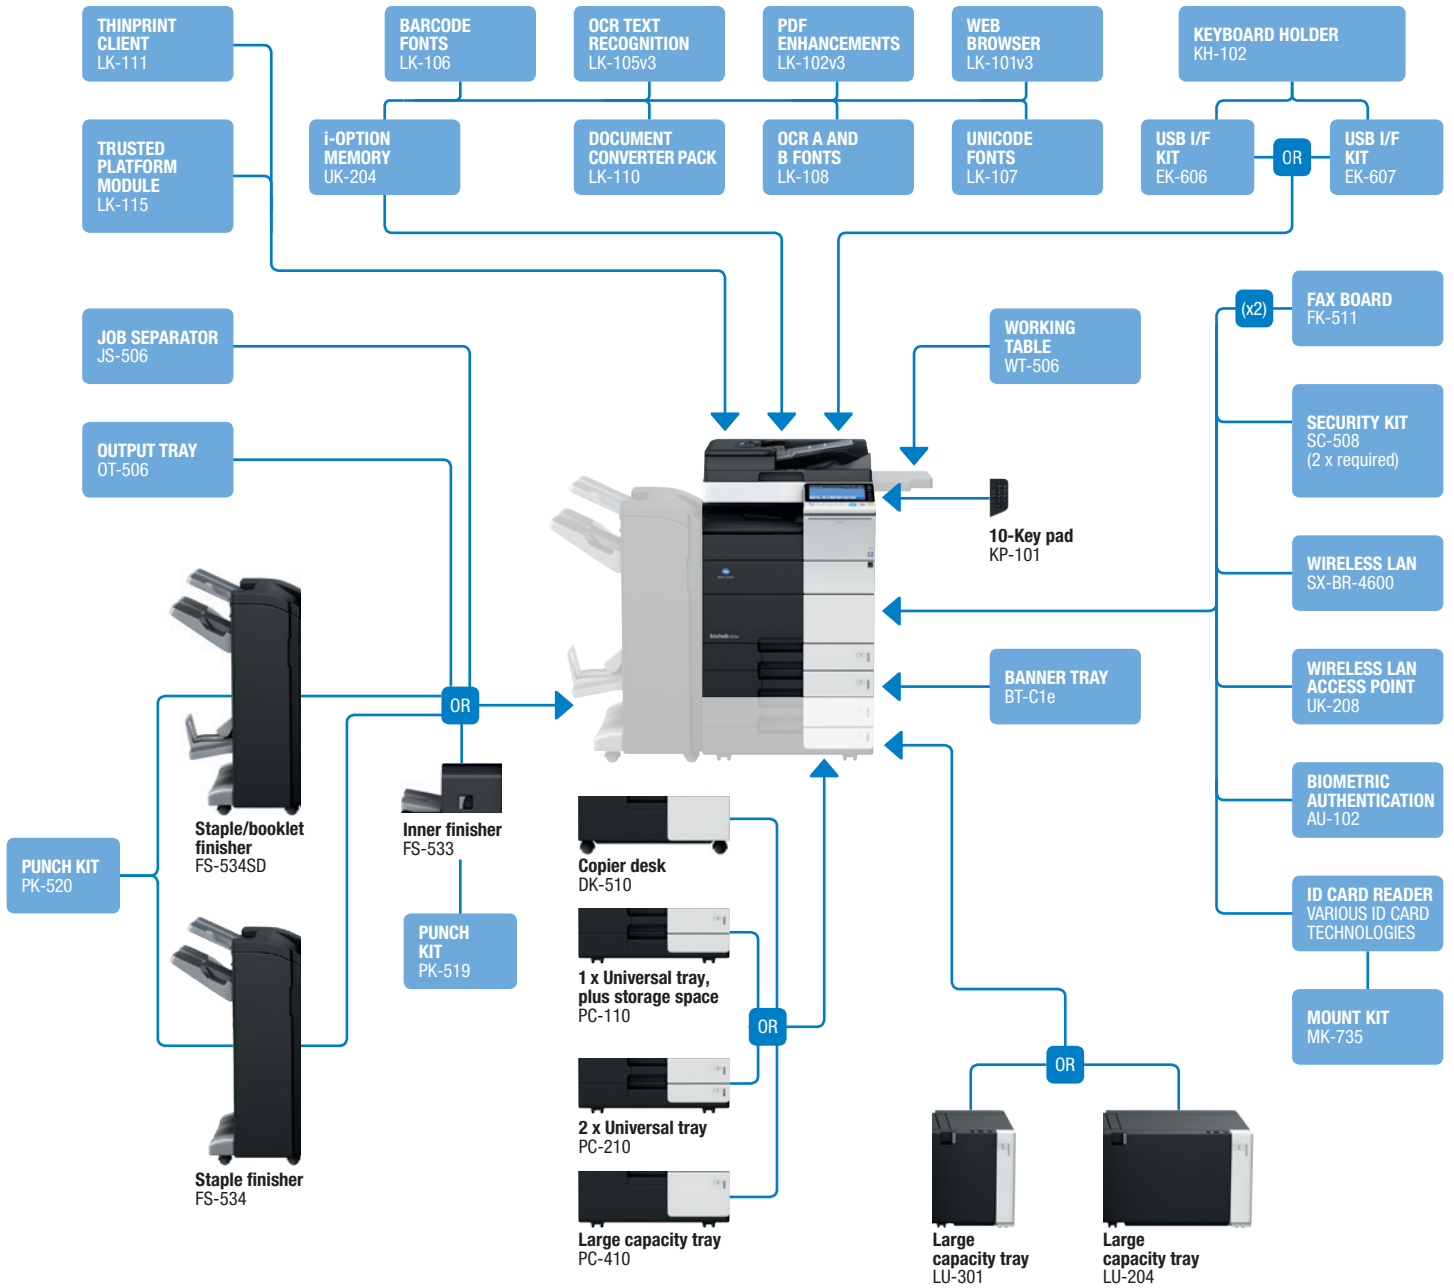 THINPRINT
CLIENT
LK-111
BARCODE
FONTS
LK-106
OCR TEXT
RECOGNITION
LK-105v3
PDF
ENHANCEMENTS
LK-102v3
WEB
BROWSER
LK-101v3
KEYBOARD HOLDER
KH-102
TRUSTED
PLATFORM
MODULE
LK-115
i-OPTION
MEMORY
UK-204
DOCUMENT
CONVERTER PACK
LK-110
OCR A AND
B FONTS
LK-108
UNICODE
FONTS
LK-107
USB I/F
KIT
EK-606
OR
USB I/F
KIT
EK-607
JOB SEPARATOR
JS-506
OUTPUT TRAY
OT-506
WORKING
TABLE
WT-506
(x2)
FAX BOARD
FK-511
SECURITY KIT
SC-508
(2 x required)
10-Key pad
KP-101
WIRELESS LAN
SX-BR-4600
bizhub
BANNER TRAY
BT-C1e
WIRELESS LAN
ACCESS POINT
UK-208
OR
BIOMETRIC
AUTHENTICATION
AU-102
Staple/booklet
finisher
FS-534SD
Inner finisher
FS-533
Copier desk
DK-510
PUNCH KIT
PK-520
ID CARD READER
VARIOUS ID CARD
TECHNOLOGIES
PUNCH
KIT
PK-519
1 x Universal tray,
plus storage space
PC-110
OR
MOUNT KIT
MK-735
OR
2 x Universal tray
PC-210
Staple finisher
FS-534
Large capacity tray
PC-410
Large
capacity tray
LU-301
Large
capacity tray
LU-204